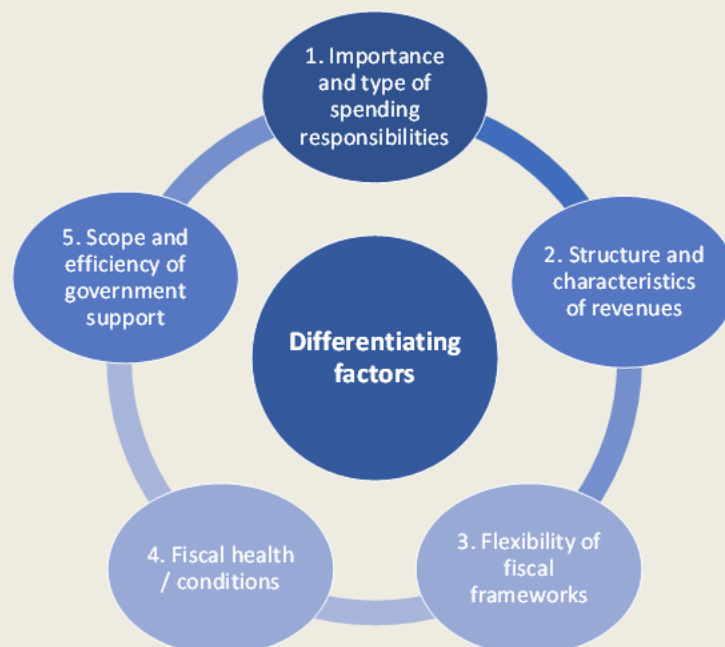 1. Importance
and type of
spending
responsibilities
2. Structure and
characteristics
of revenues
3. Flexibility of
fiscal
frameworks
4. Fiscal health
/ conditions
5. Scope and
efficiency of
government
support
Differentiating
factors